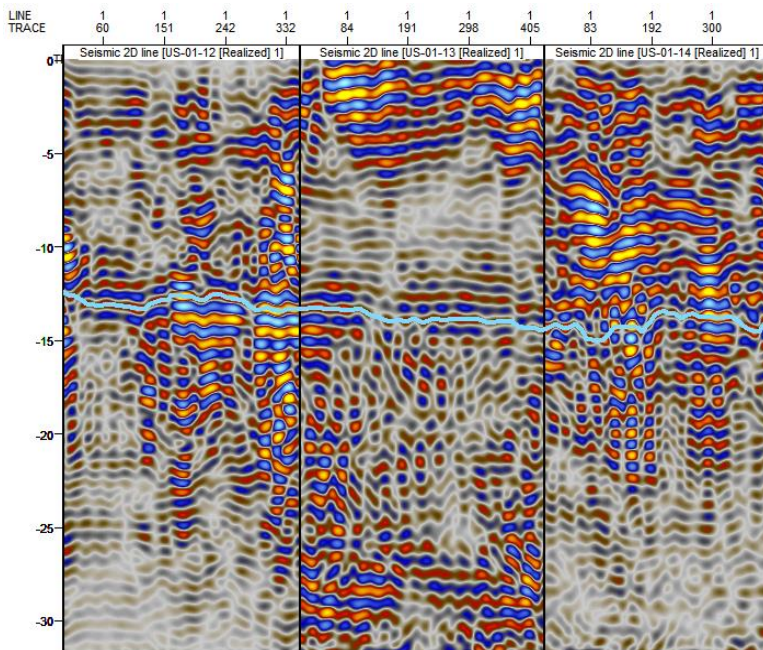 LINE 1 1 1 1 1 1 1 1 1 1 1
TRACE 60 151 242 332 84 191 298 405 83 192 300
Seismic 2D line [US-01-12 [Realized] 1] Seismic 2D line [US-01-13 [Realized] 1] Seismic 2D line [US-01-14 [Realized] 1]
0
-5
-10
-15
-20
-25
-30